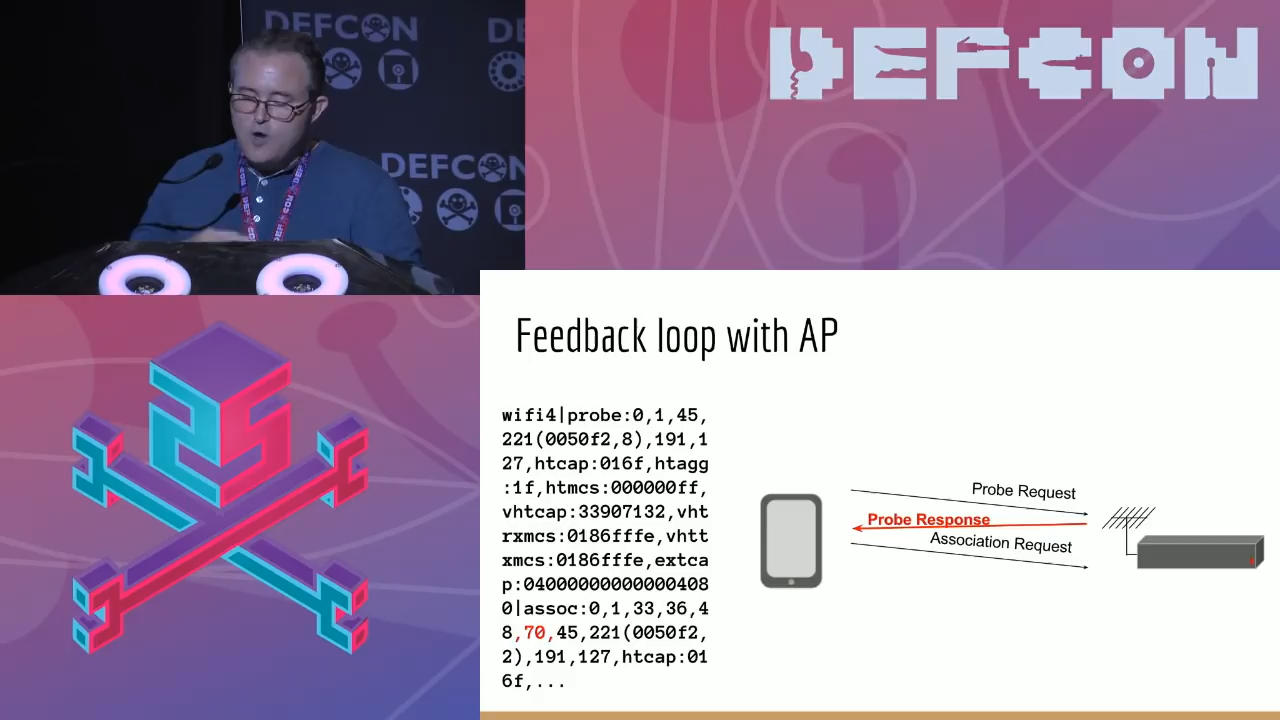 DEFCON
DE
DEFCON
DEFCON
DEFCON
Feedback loop with AP
wifi4|probe:0,1,45,
221(0050f2,8),191,1
27,htcap:016f,htagg
:1f,htmcs:000000ff,
vhtcap:33907132,vht
rxmcs:0186fffe,vhtt
xmcs:0186fffe,extca
p:04000000000000408
0|assoc:0,1,33,36,4
8,70,45,221(0050f2,
2),191,127,htcap:01
6f,...
Probe Request
Probe Response
Association Request